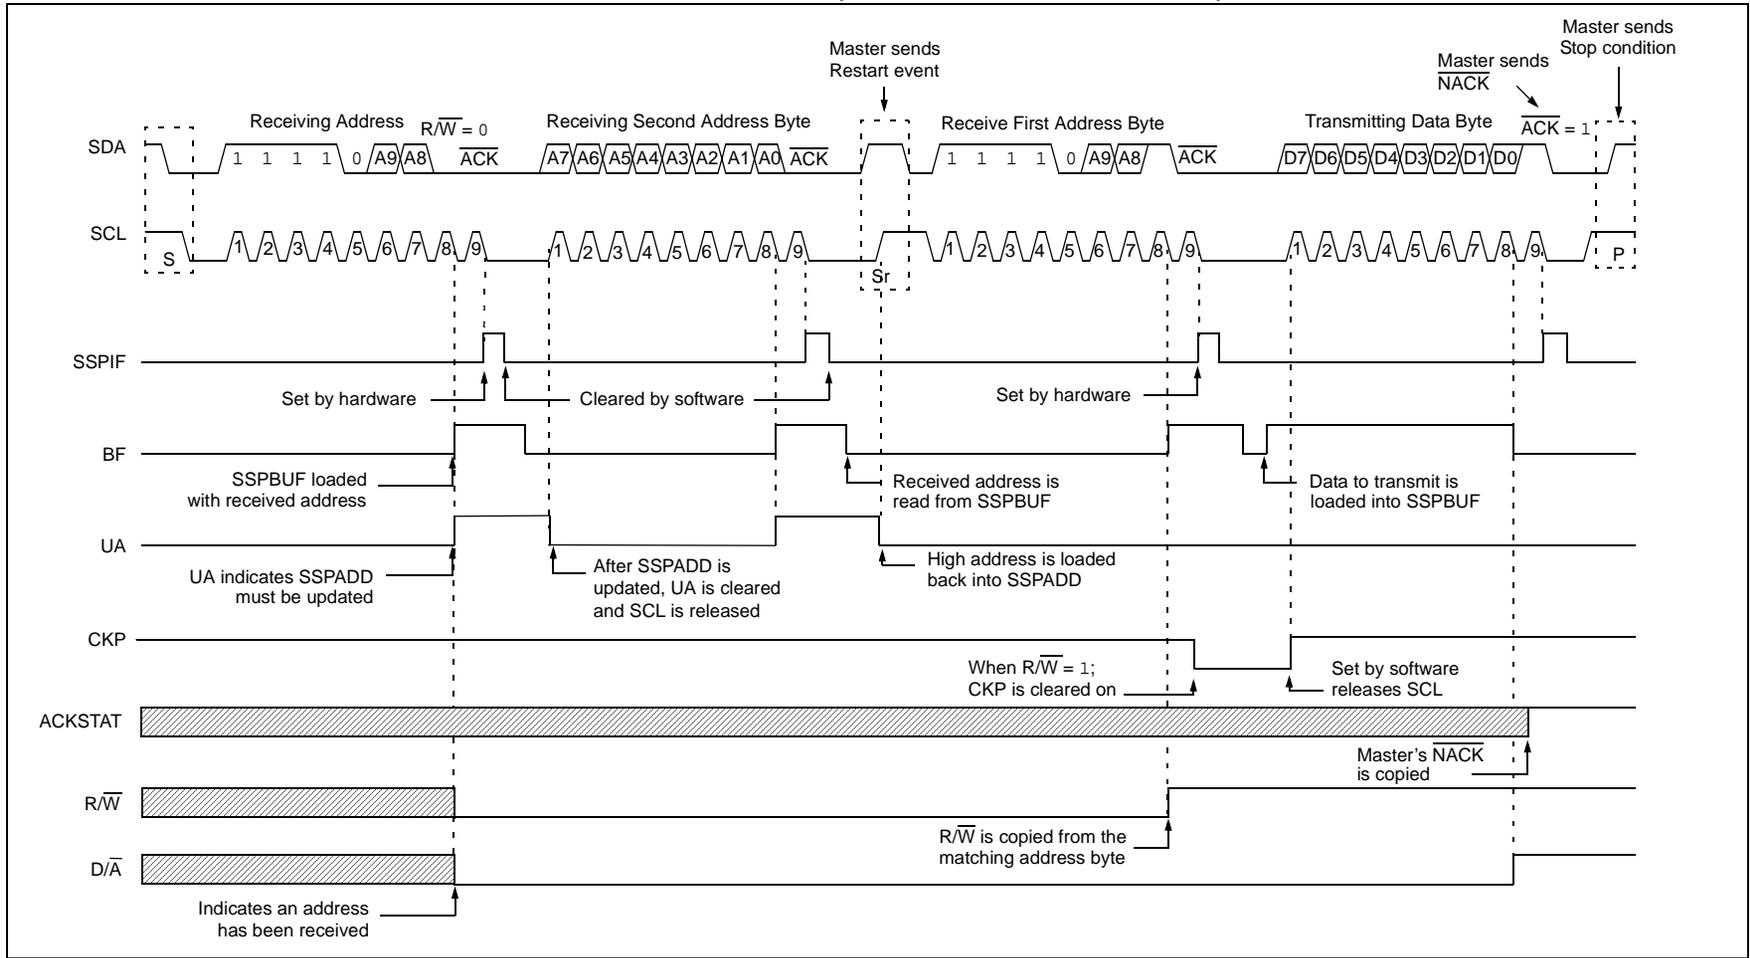 Master sends
Stop condition
Master sends
Restart event
Master sends
NACK
Receiving Address
R/W = 0
Receiving Second Address Byte
Receive First Address Byte
Transmitting Data Byte
ACK = 1
SDA
1 1 1 1 0 A9 A8 ACK A7 A6 A5 A4 A3 A2 A1 A0 ACK 1 1 1 1 0 A9 A8 ACK D7 D6 D5 D4 D3 D2 D1 D0
SCL
S 1 2 3 4 5 6 7 8 9 1 2 3 4 5 6 7 8 9 Sr 1 2 3 4 5 6 7 8 9 1 2 3 4 5 6 7 8 9 P
SSPIF
Set by hardware
Cleared by software
Set by hardware
BF
SSPBUF loaded
with received address
Received address is
read from SSPBUF
Data to transmit is
loaded into SSPBUF
UA
UA indicates SSPADD
must be updated
After SSPADD is
updated, UA is cleared
and SCL is released
High address is loaded
back into SSPADD
CKP
When R/W = 1;
CKP is cleared on
Set by software
releases SCL
ACKSTAT
Master's NACK
is copied
R/W
R/W is copied from the
matching address byte
D/A
Indicates an address
has been received